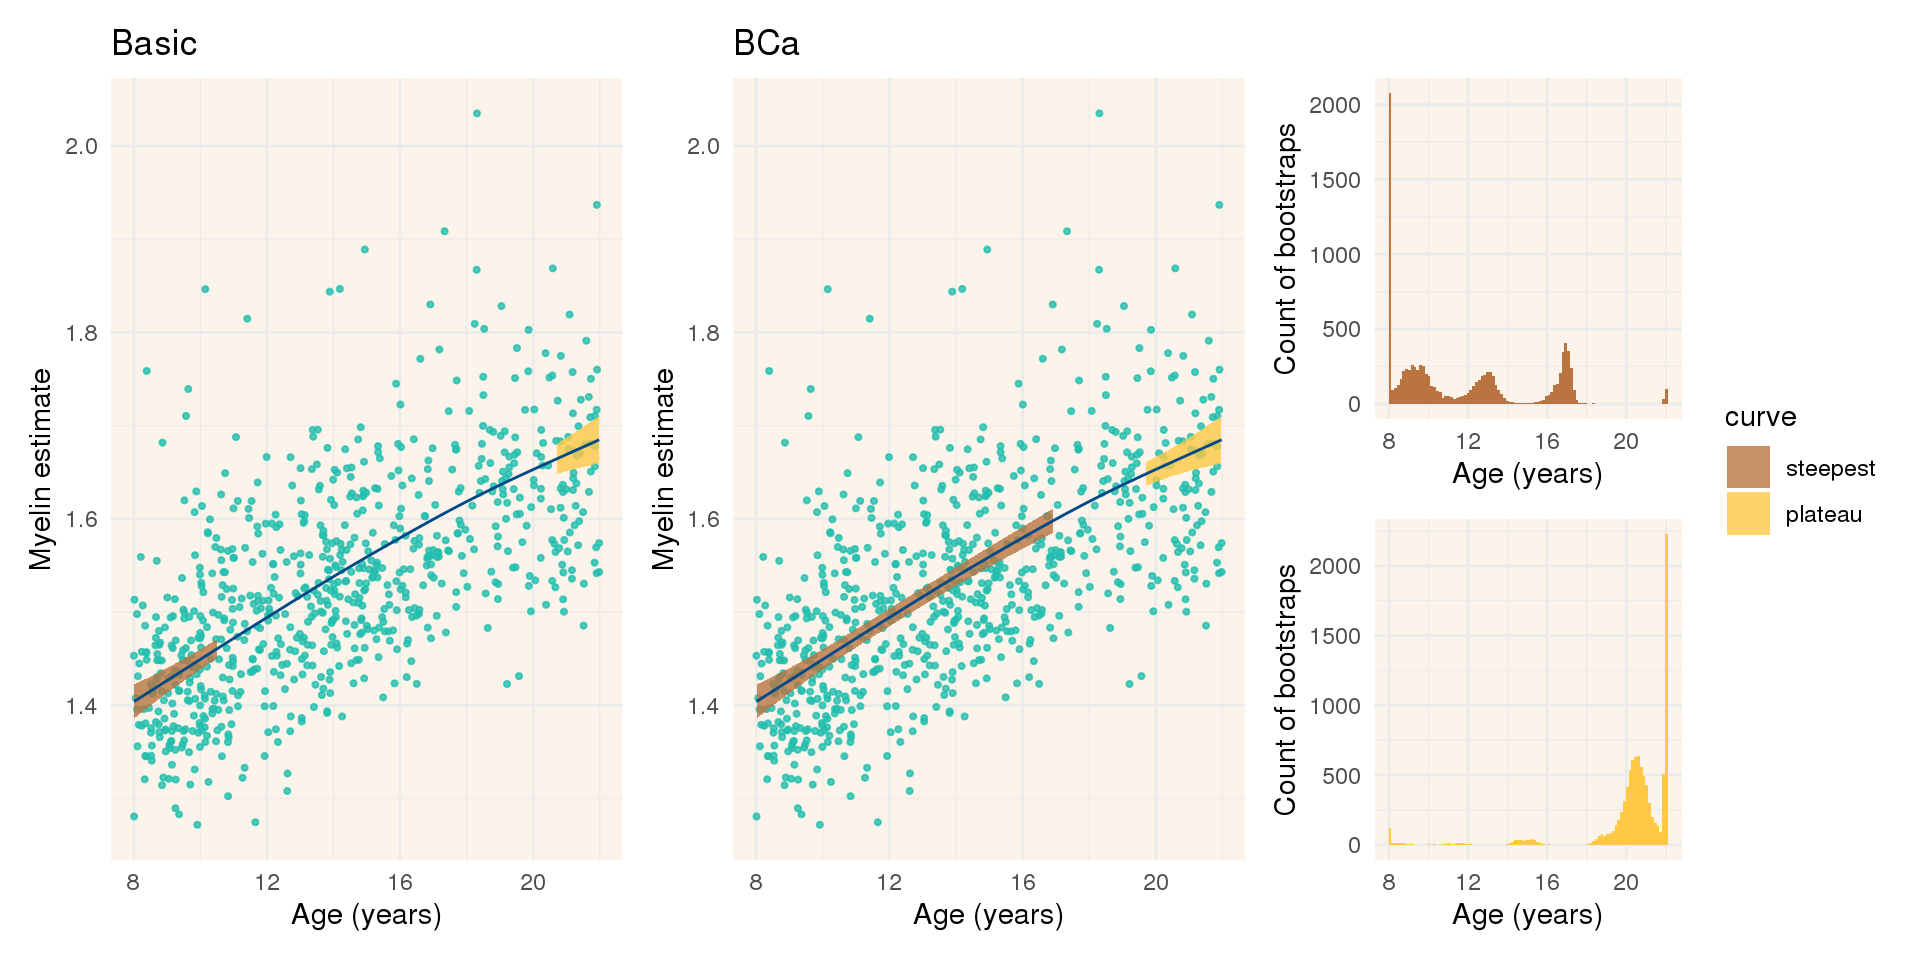 Basic
Myelin estimate
2.0
1.8
1.6
1.4
8 12 16 20
Age (years)
BCa
Myelin estimate
2.0
1.8
1.6
1.4
8 12 16 20
Age (years)
Count of bootstraps
2000
1500
1000
500
0
8 12 16 20
Age (years)
Count of bootstraps
2000
1500
1000
500
0
8 12 16 20
Age (years)
curve
steepest
plateau